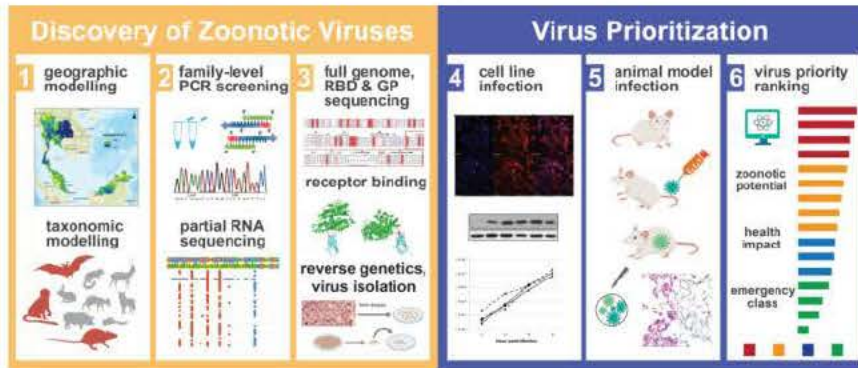 Discovery of Zoonotic Viruses
Virus Prioritization
1
geographic
modelling
taxonomic
modelling
2
family-level
PCR screening
partial RNA
sequencing
3
full genome,
RBD & GP
sequencing
receptor binding
reverse genetics,
virus isolation
4
cell line
infection
5
animal model
infection
6
virus priority
ranking
zoonotic
potential
health
impact
emergency
class